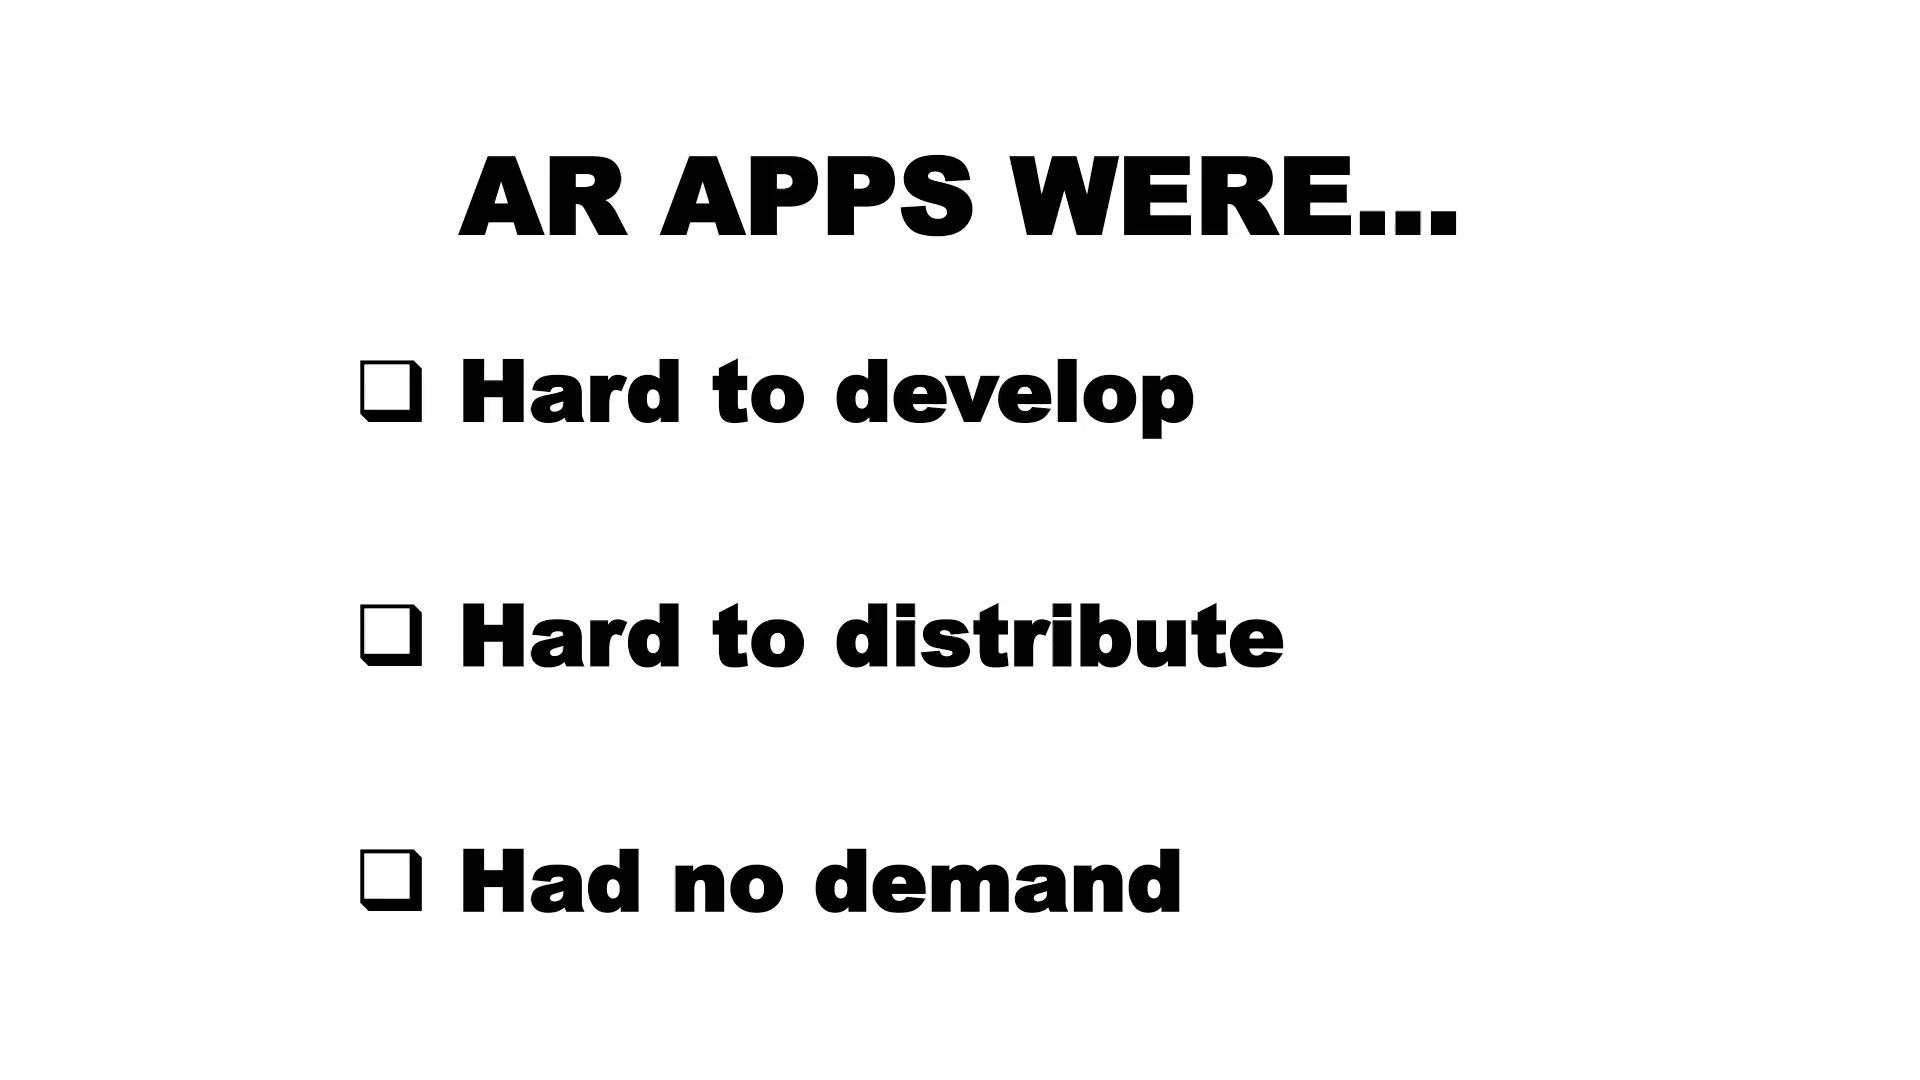 AR APPS WERE...
❑ Hard to develop
❑ Hard to distribute
❑ Had no demand